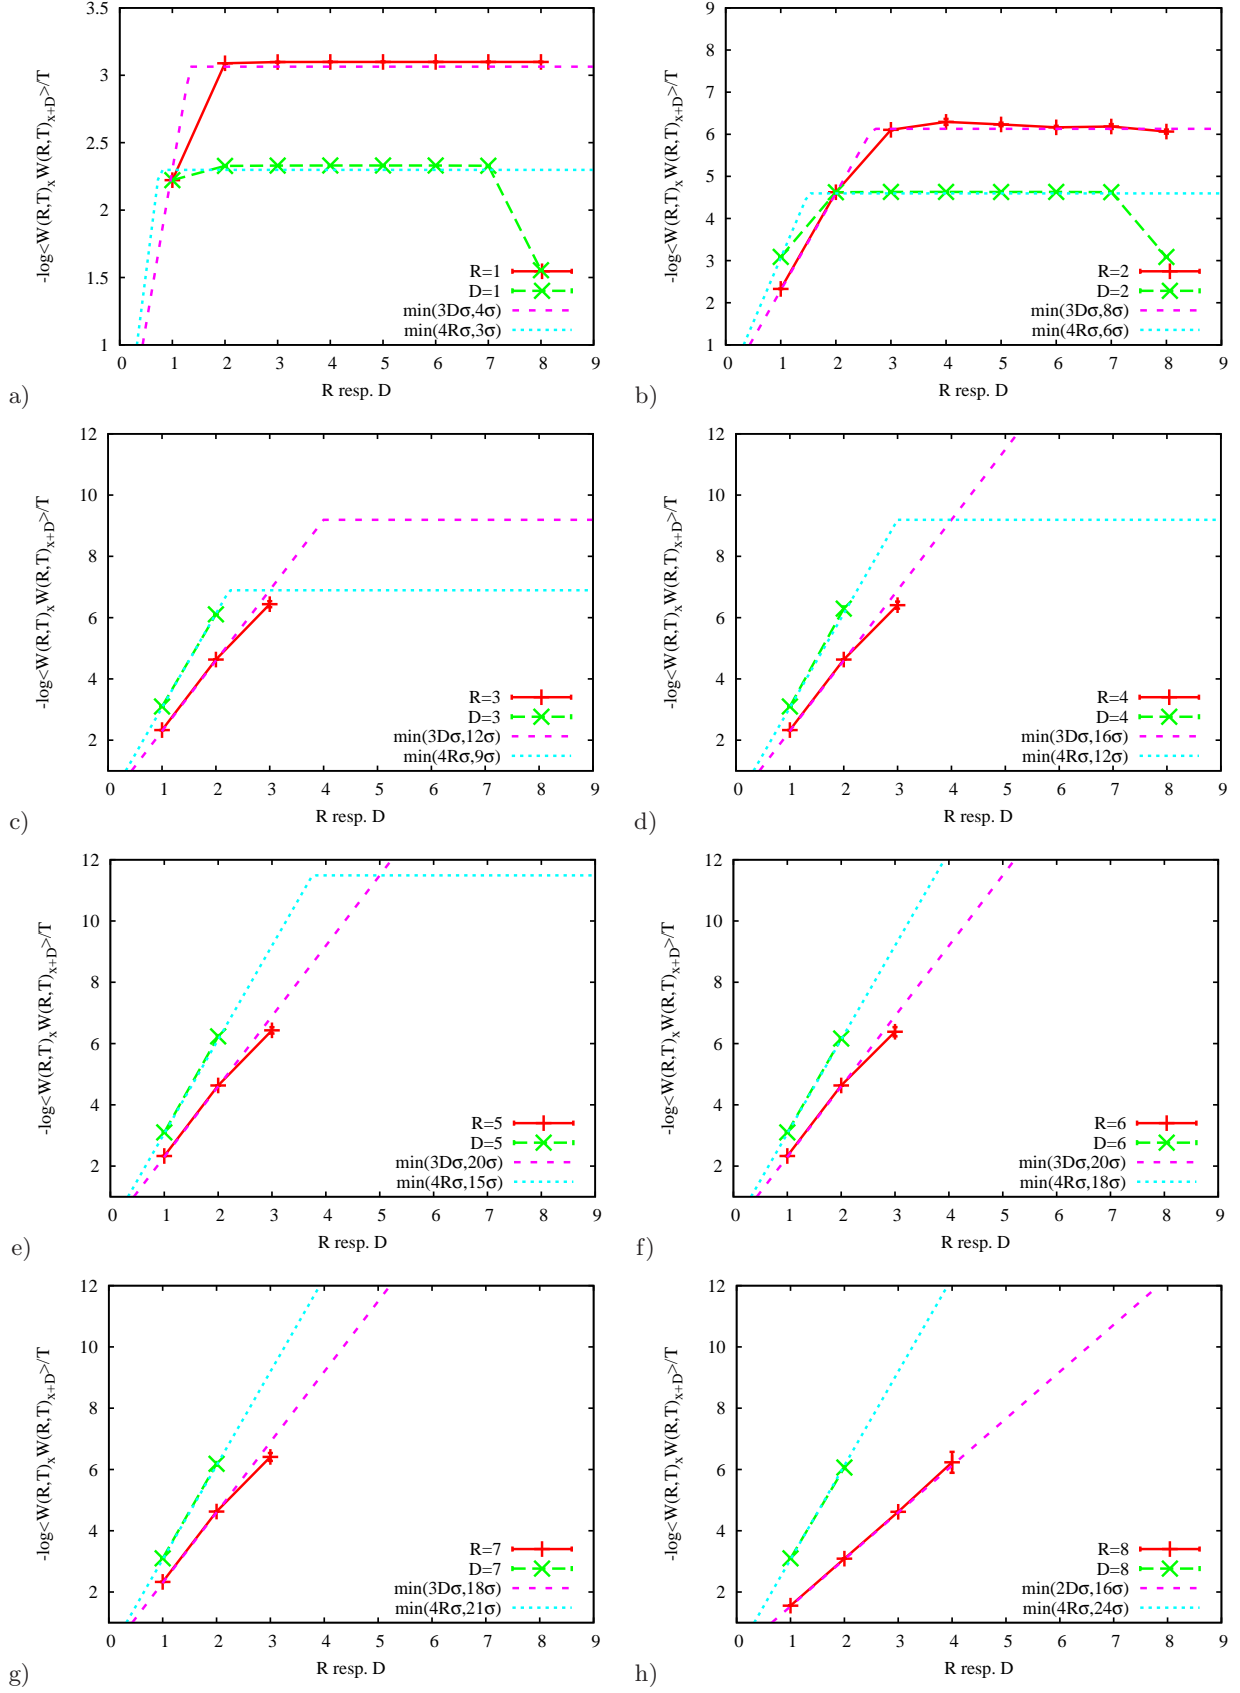 3.5
3
2.5
2
1.5
1
0 1 2 3 4 5 6 7 8 9
-log<W(R,T)ₓW(R,T)ₓ₊D>/T
R resp. D
R=1
D=1
min(3Dσ,4σ)
min(4Rσ,3σ)
a)
9
8
7
6
5
4
3
2
1
0 1 2 3 4 5 6 7 8 9
-log<W(R,T)ₓW(R,T)ₓ₊D>/T
R resp. D
R=2
D=2
min(3Dσ,8σ)
min(4Rσ,6σ)
b)
12
10
8
6
4
2
0 1 2 3 4 5 6 7 8 9
-log<W(R,T)ₓW(R,T)ₓ₊D>/T
R resp. D
R=3
D=3
min(3Dσ,12σ)
min(4Rσ,9σ)
c)
12
10
8
6
4
2
0 1 2 3 4 5 6 7 8 9
-log<W(R,T)ₓW(R,T)ₓ₊D>/T
R resp. D
R=4
D=4
min(3Dσ,16σ)
min(4Rσ,12σ)
d)
12
10
8
6
4
2
0 1 2 3 4 5 6 7 8 9
-log<W(R,T)ₓW(R,T)ₓ₊D>/T
R resp. D
R=5
D=5
min(3Dσ,20σ)
min(4Rσ,15σ)
e)
12
10
8
6
4
2
0 1 2 3 4 5 6 7 8 9
-log<W(R,T)ₓW(R,T)ₓ₊D>/T
R resp. D
R=6
D=6
min(3Dσ,20σ)
min(4Rσ,18σ)
f)
12
10
8
6
4
2
0 1 2 3 4 5 6 7 8 9
-log<W(R,T)ₓW(R,T)ₓ₊D>/T
R resp. D
R=7
D=7
min(3Dσ,18σ)
min(4Rσ,21σ)
g)
12
10
8
6
4
2
0 1 2 3 4 5 6 7 8 9
-log<W(R,T)ₓW(R,T)ₓ₊D>/T
R resp. D
R=8
D=8
min(2Dσ,16σ)
min(4Rσ,24σ)
h)